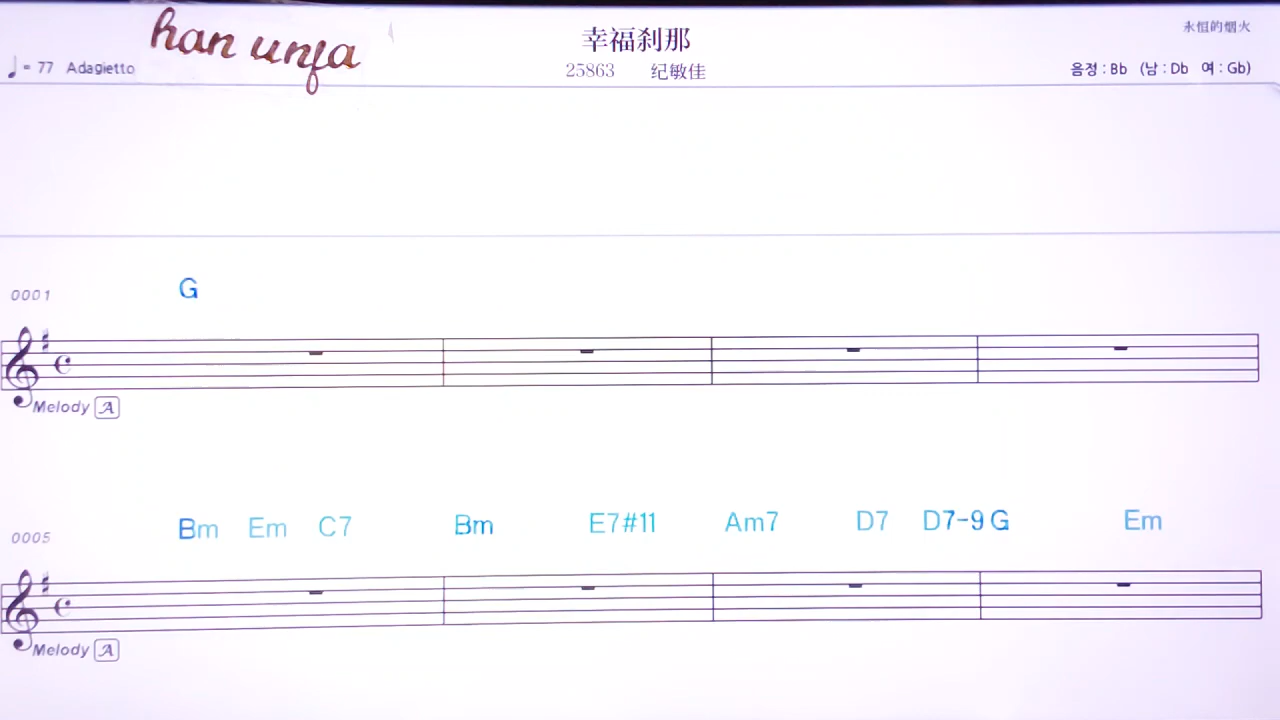 han unfa
♩= 77 Adagietto
幸福刹那
25863 纪敏佳
永恒的烟火
음정 : Bb (남 : Db 여 : Gb)
0001
G
Melody A
0005
Bm Em C7 Bm E7#11 Am7 D7 D7-9 G Em
Melody A